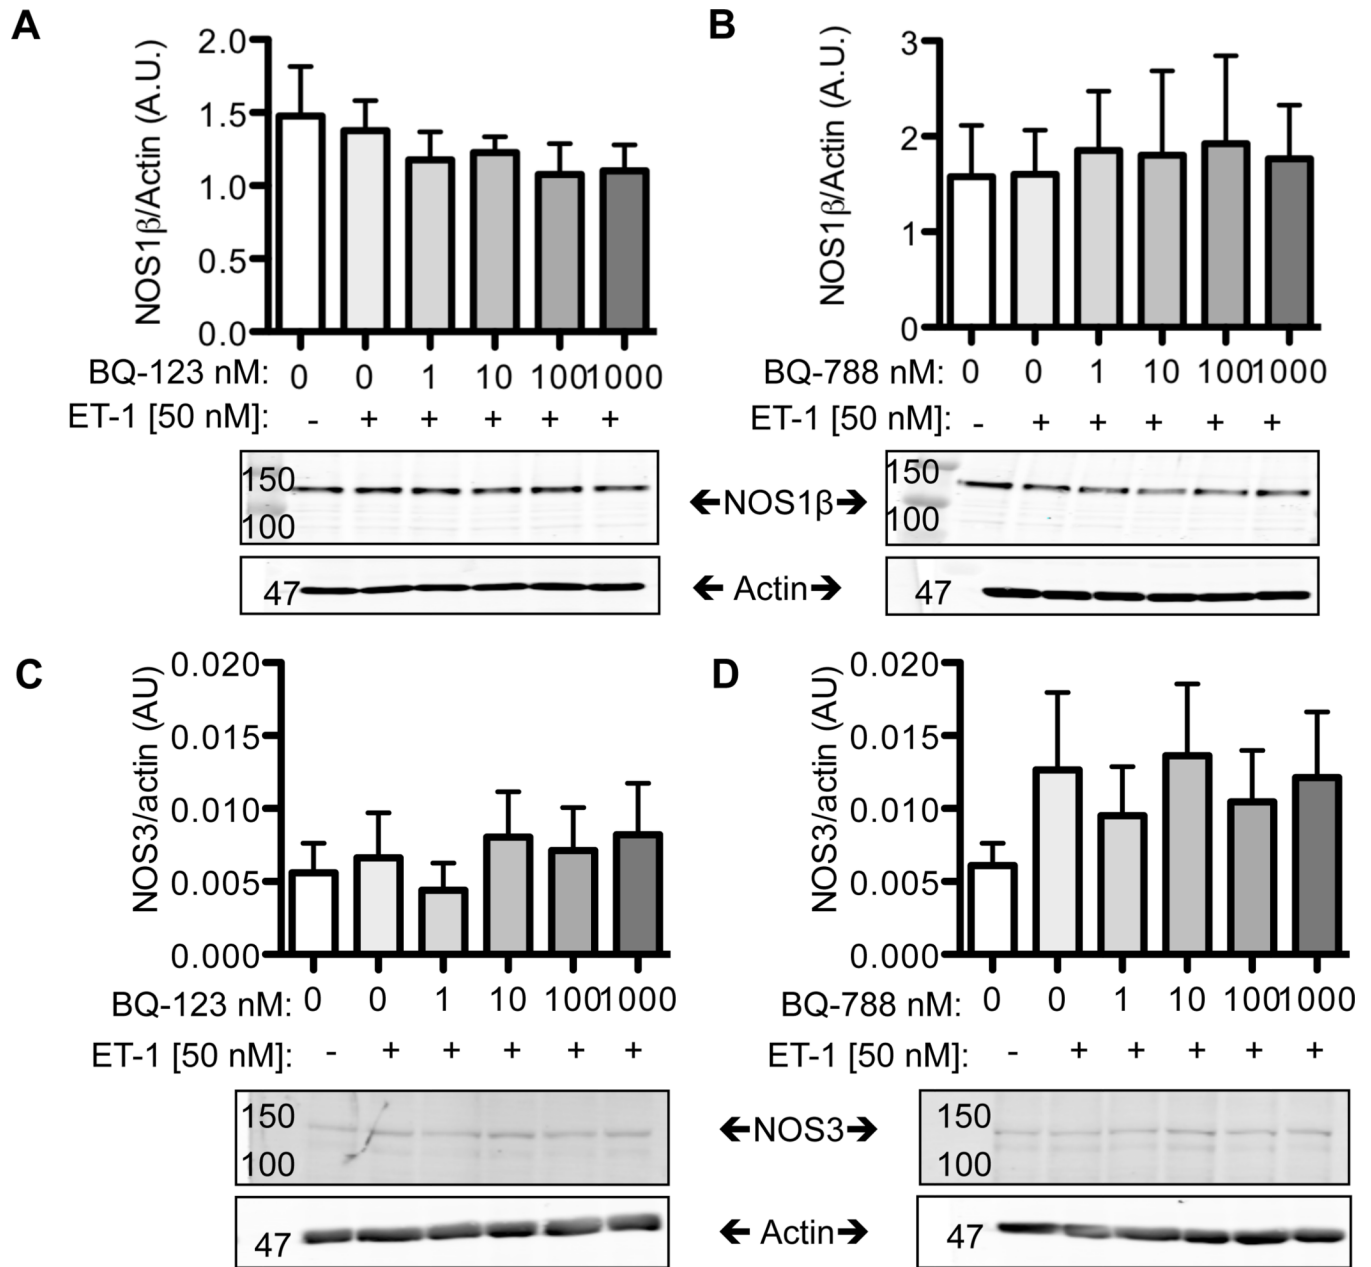 A
NOS1β/Actin (A.U.)
2.0
1.5
1.0
0.5
0.0
BQ-123 nM: 0 0 1 10 100 1000
ET-1 [50 nM]: - + + + + +
150
100
47
B
NOS1β/Actin (A.U.)
3
2
1
0
BQ-788 nM: 0 0 1 10 100 1000
ET-1 [50 nM]: - + + + + +
150
100
47
←NOS1β→
← Actin→
C
NOS3/actin (AU)
0.020
0.015
0.010
0.005
0.000
BQ-123 nM: 0 0 1 10 100 1000
ET-1 [50 nM]: - + + + + +
150
100
47
D
NOS3/actin (AU)
0.020
0.015
0.010
0.005
0.000
BQ-788 nM: 0 0 1 10 100 1000
ET-1 [50 nM]: - + + + + +
150
100
47
←NOS3→
← Actin→